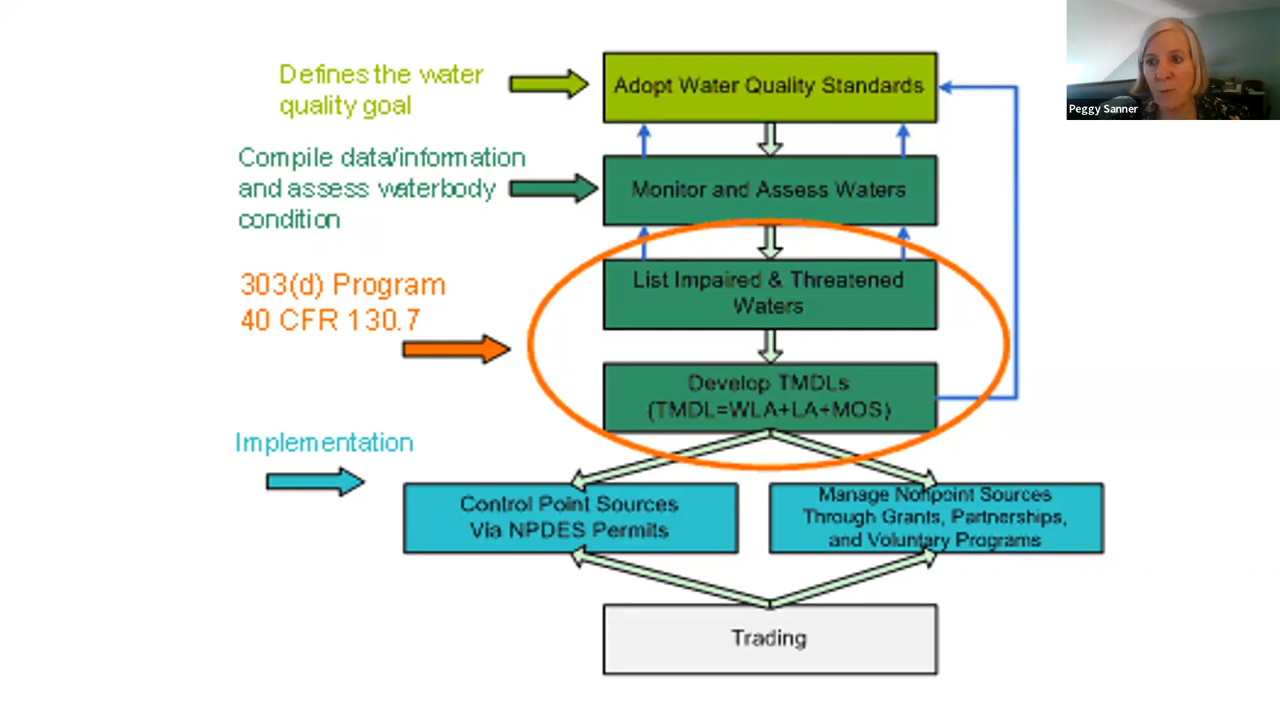 Defines the water
quality goal
Adopt Water Quality Standards
Peggy Sanner
Compile data/information
and assess waterbody
condition
Monitor and Assess Waters
303(d) Program
40 CFR 130.7
List Impaired & Threatened
Waters
Develop TMDLs
(TMDL=WLA+LA+MOS)
Implementation
Control Point Sources
Via NPDES Permits
Manage Nonpoint Sources
Through Grants, Partnerships,
and Voluntary Programs
Trading